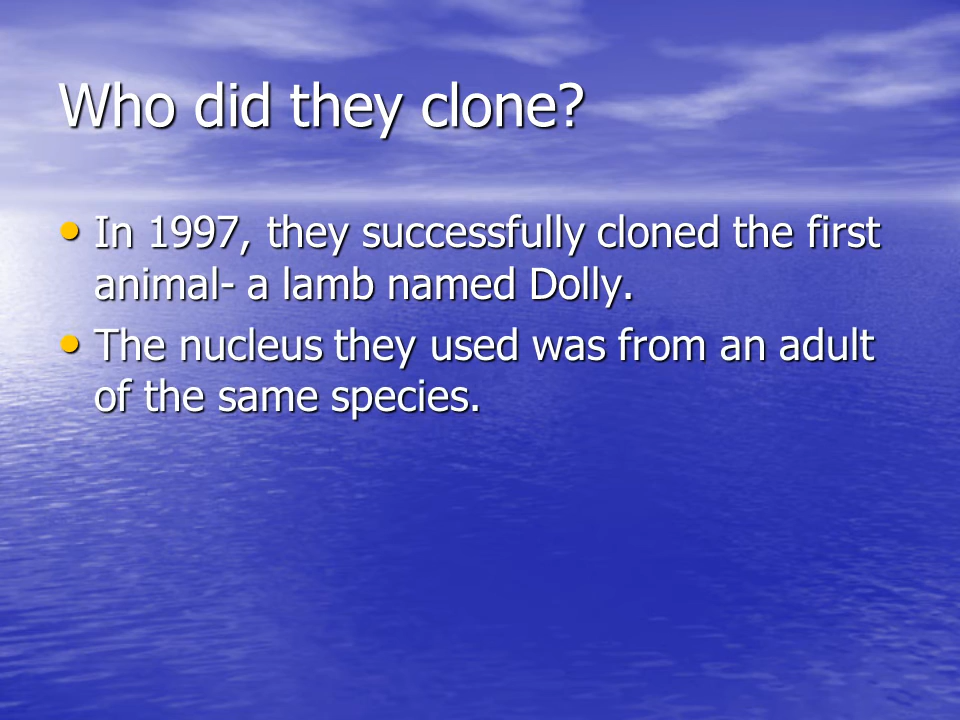 Who did they clone?
• In 1997, they successfully cloned the first
animal- a lamb named Dolly.
• The nucleus they used was from an adult
of the same species.